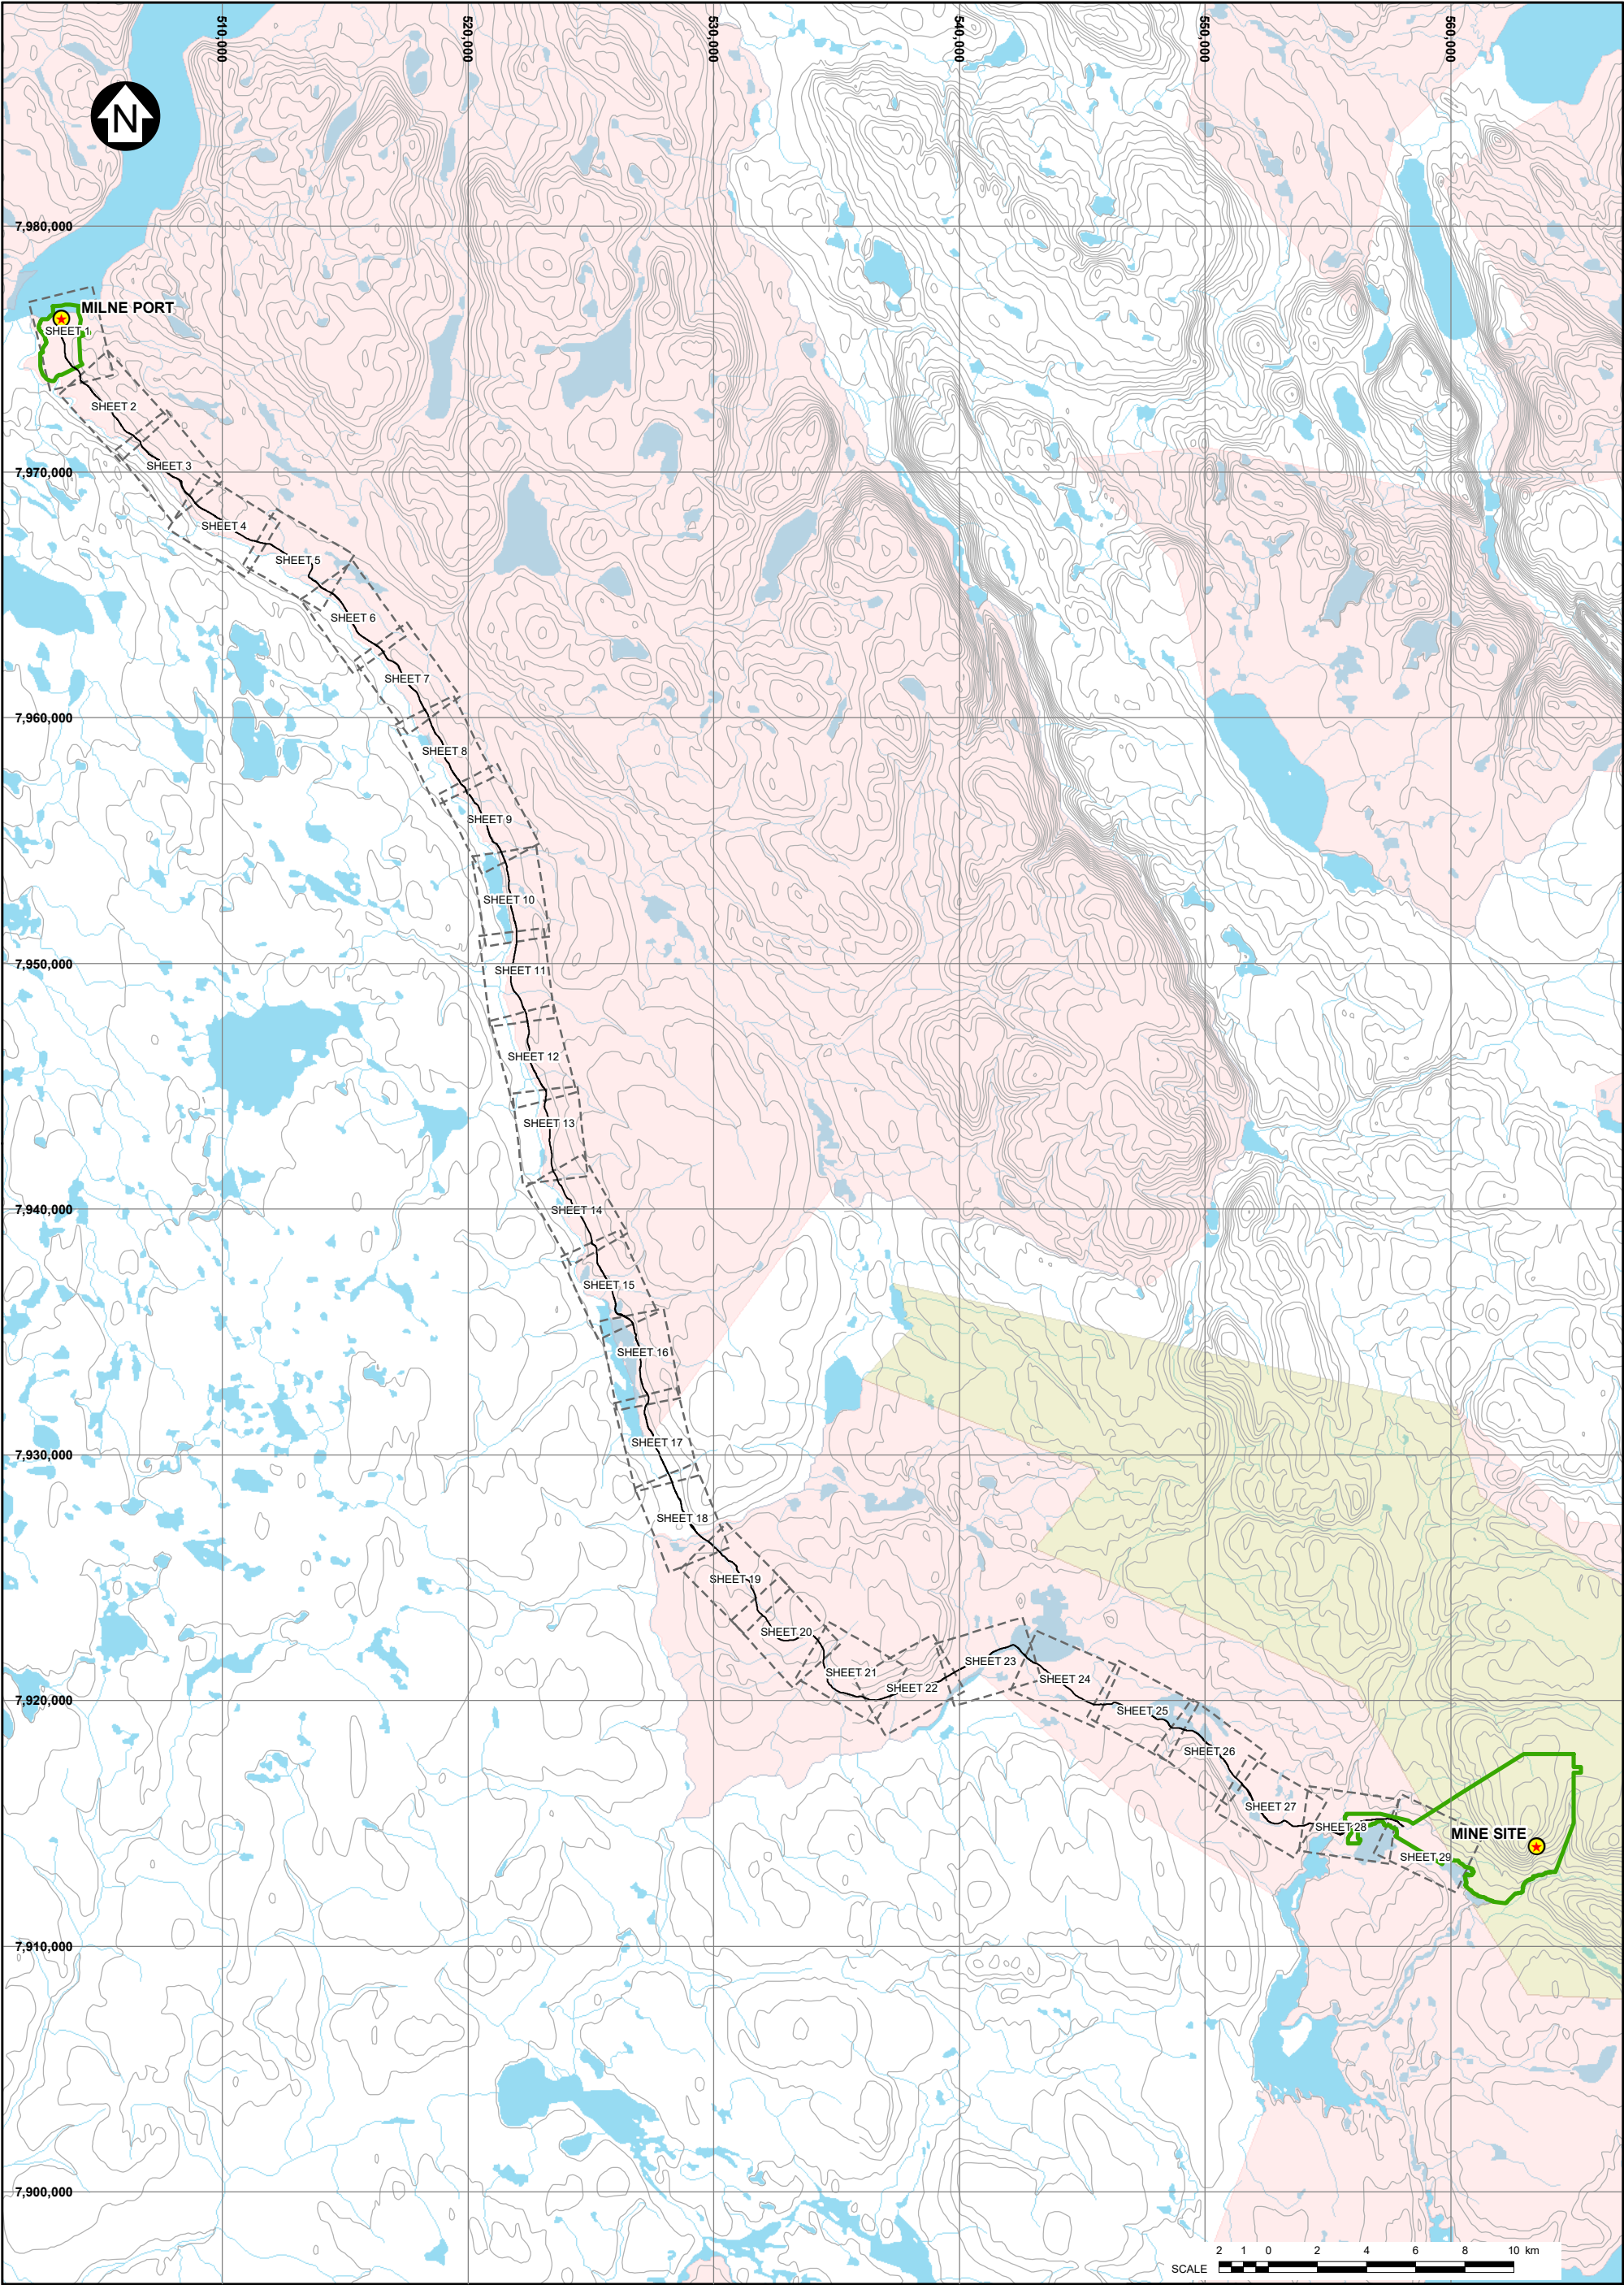 510,000
520,000
530,000
540,000
550,000
560,000
N
7,980,000
MILNE PORT
SHEET 1
SHEET 2
SHEET 3
7,970,000
SHEET 4
SHEET 5
SHEET 6
SHEET 7
7,960,000
SHEET 8
SHEET 9
SHEET 10
7,950,000
SHEET 11
SHEET 12
SHEET 13
7,940,000
SHEET 14
SHEET 15
SHEET 16
SHEET 17
7,930,000
SHEET 18
SHEET 19
SHEET 20
SHEET 21
SHEET 22
SHEET 23
SHEET 24
7,920,000
SHEET 25
SHEET 26
SHEET 27
SHEET 28
MINE SITE
SHEET 29
7,910,000
7,900,000
2 1 0 2 4 6 8 10 km
SCALE